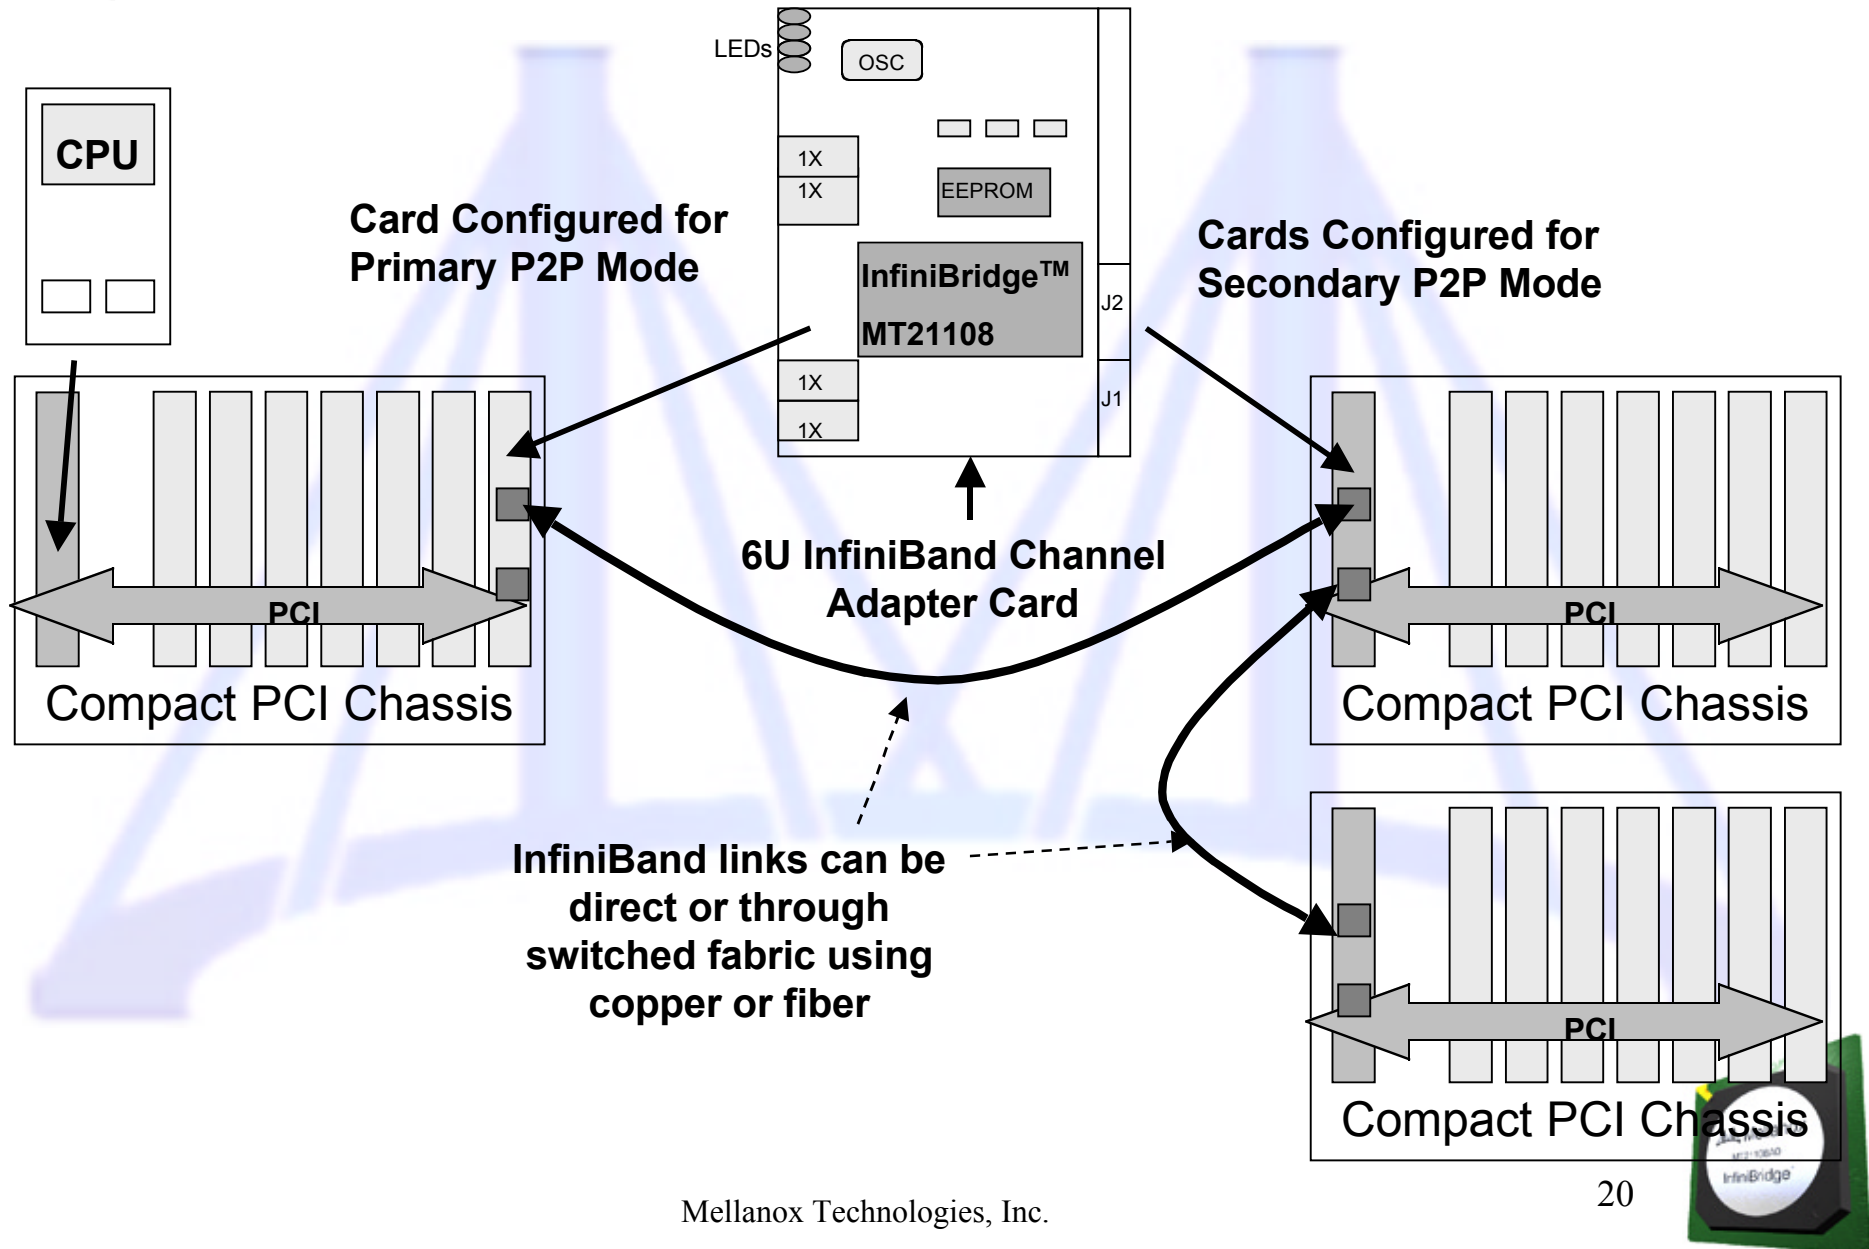 LEDs
OSC
CPU
1X
1X
EEPROM
Card Configured for
Primary P2P Mode
Cards Configured for
Secondary P2P Mode
InfiniBridge™
MT21108
J2
1X
1X
J1
6U InfiniBand Channel
Adapter Card
PCI
Compact PCI Chassis
PCI
Compact PCI Chassis
InfiniBand links can be
direct or through
switched fabric using
copper or fiber
PCI
Compact PCI Chassis
InfiniBridge
20
Mellanox Technologies, Inc.